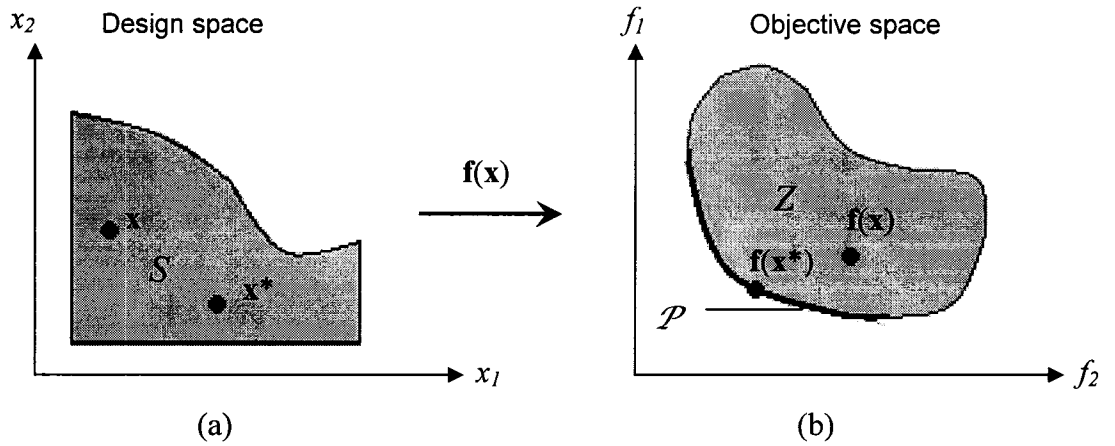 x₂ Design space
x
S
x*
x₁
(a)
f(x)
f₁ Objective space
Z
f(x)
f(x*)
𝒫
f₂
(b)